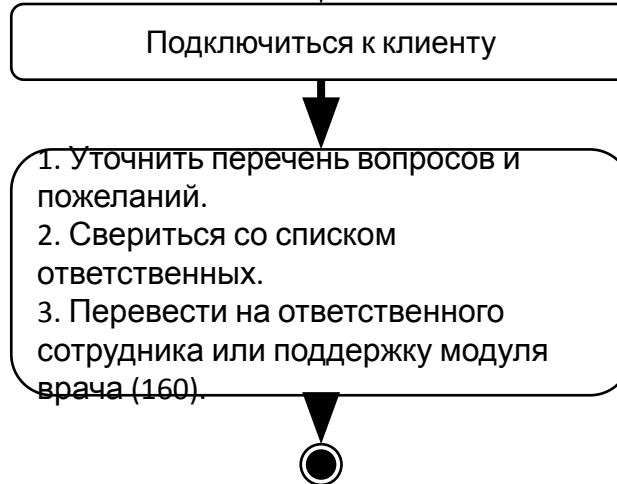 Подключиться к клиенту
1. Уточнить перечень вопросов и
пожеланий.
2. Свериться со списком
ответственных.
3. Перевести на ответственного
сотрудника или поддержку модуля
врача (160).